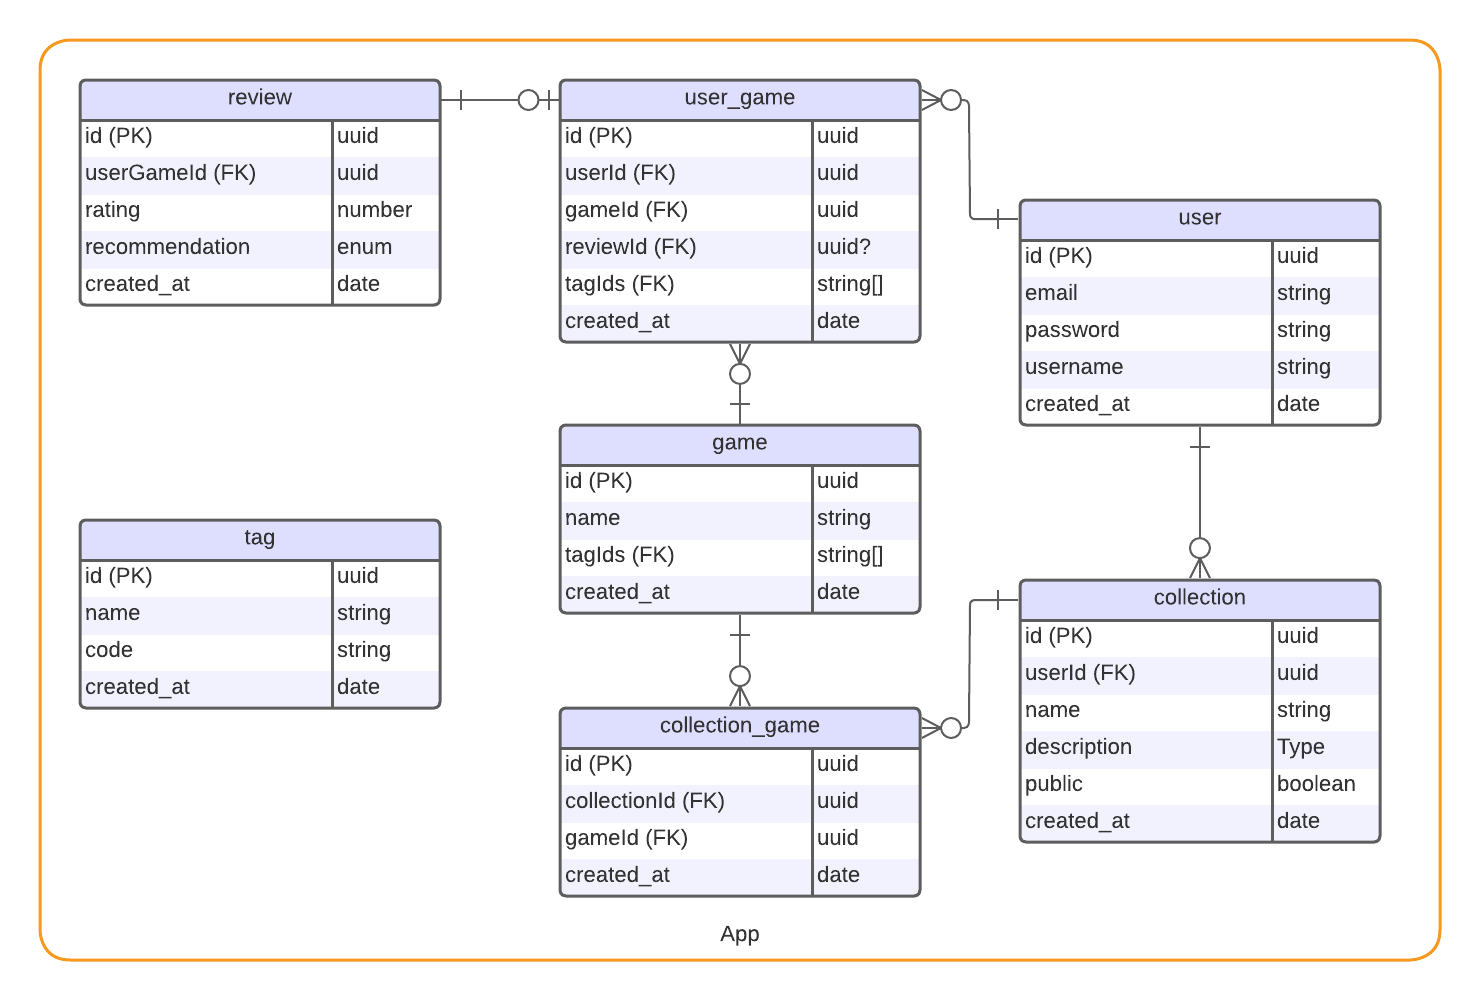 review
id (PK) uuid
userGameId (FK) uuid
rating number
recommendation enum
created_at date
user_game
id (PK) uuid
userId (FK) uuid
gameId (FK) uuid
reviewId (FK) uuid?
tagIds (FK) string[]
created_at date
user
id (PK) uuid
email string
password string
username string
created_at date
game
id (PK) uuid
name string
tagIds (FK) string[]
created_at date
tag
id (PK) uuid
name string
code string
created_at date
collection
id (PK) uuid
userId (FK) uuid
name string
description Type
public boolean
created_at date
collection_game
id (PK) uuid
collectionId (FK) uuid
gameId (FK) uuid
created_at date
App